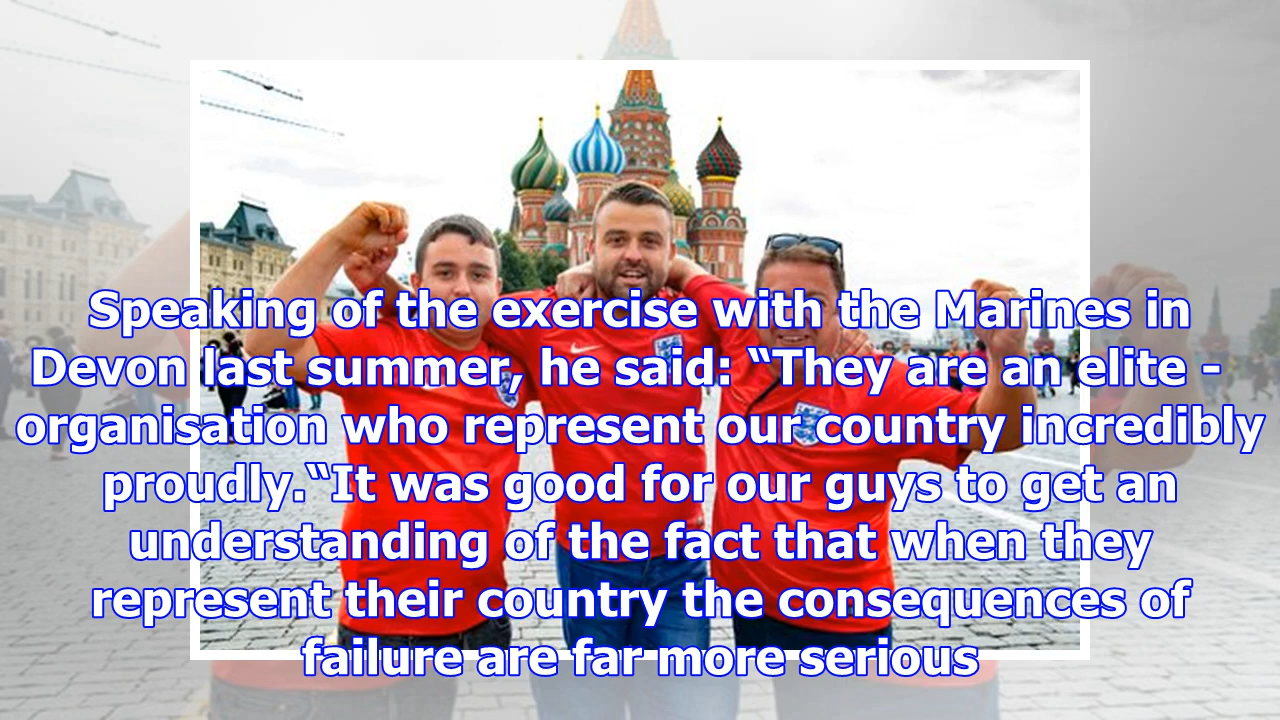 Speaking of the exercise with the Marines in
Devon last summer, he said: “They are an elite -
organisation who represent our country incredibly
proudly.“It was good for our guys to get an
understanding of the fact that when they
represent their country the consequences of
failure are far more serious